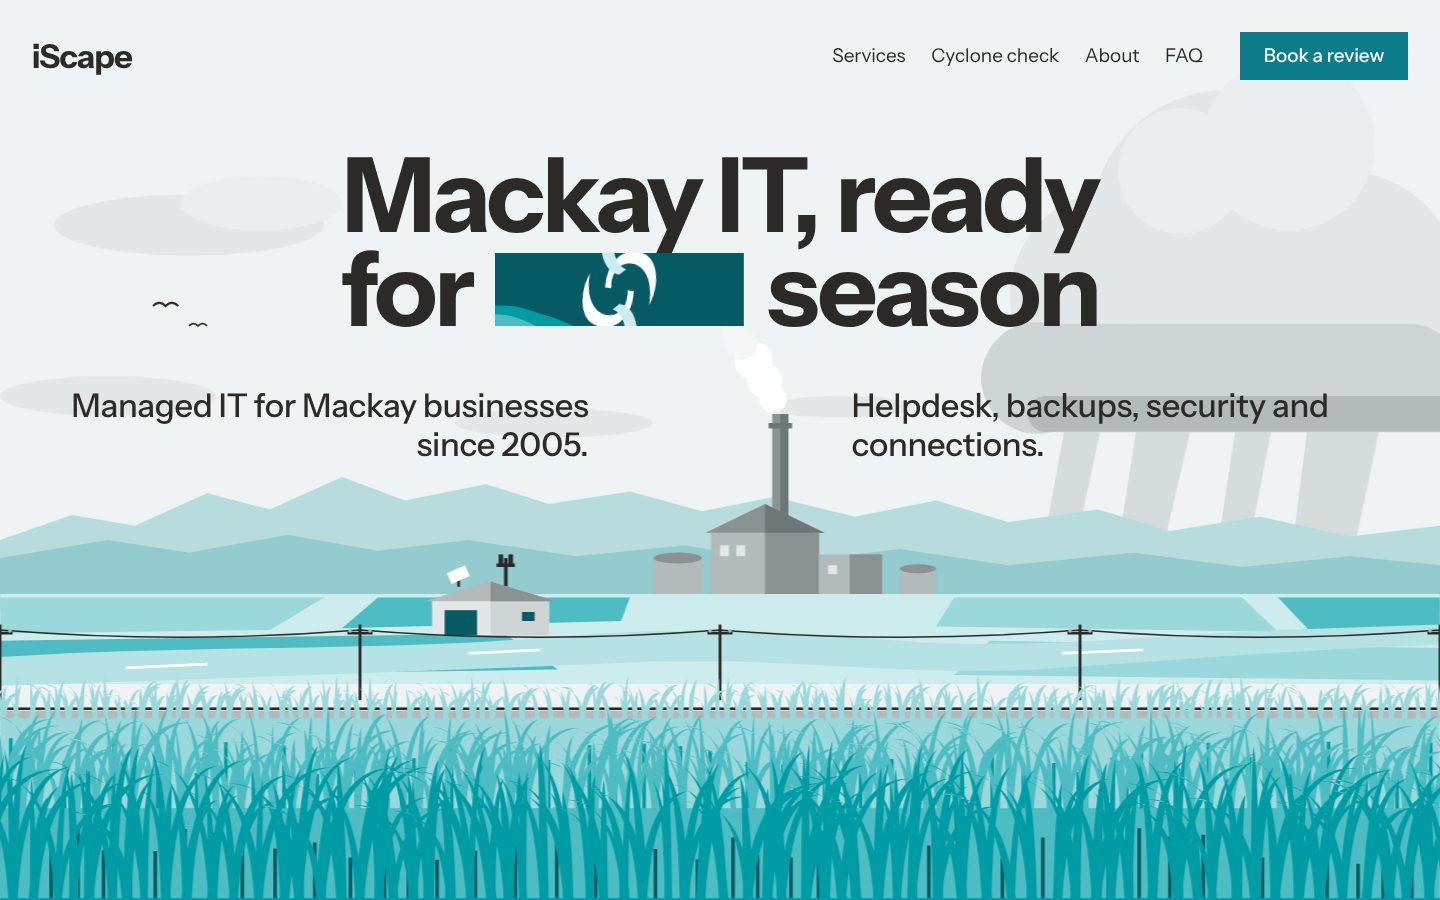 iScape
Services Cyclone check About FAQ Book a review
Mackay IT, ready
for season
Managed IT for Mackay businesses
since 2005.
Helpdesk, backups, security and
connections.